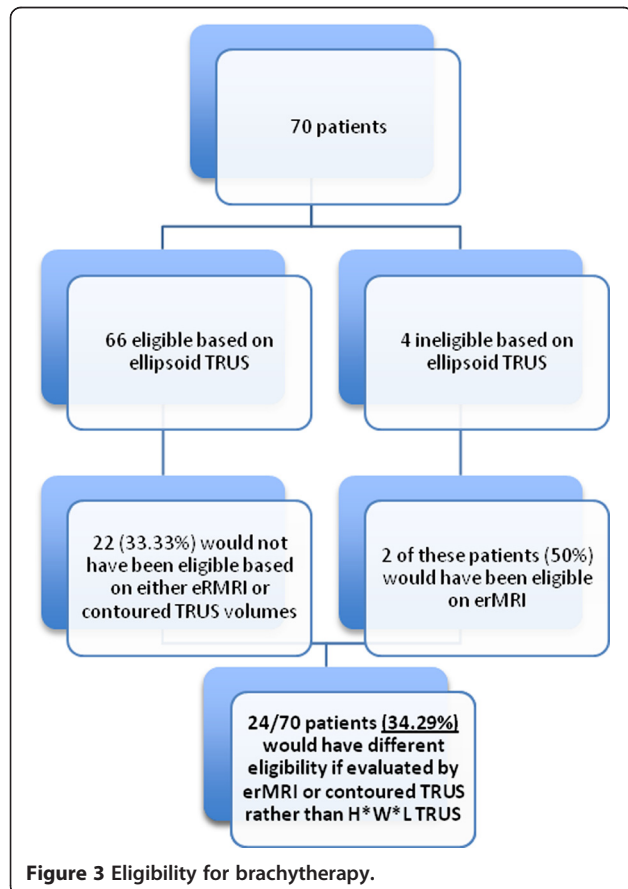 70 patients
66 eligible based on
ellipsoid TRUS
4 ineligible based on
ellipsoid TRUS
22 (33.33%) would not
have been eligible based
on either eRMRI or
contoured TRUS volumes
2 of these patients (50%)
would have been eligible
on erMRI
24/70 patients (34.29%)
would have different
eligibility if evaluated by
erMRI or contoured TRUS
rather than H*W*L TRUS
Figure 3 Eligibility for brachytherapy.